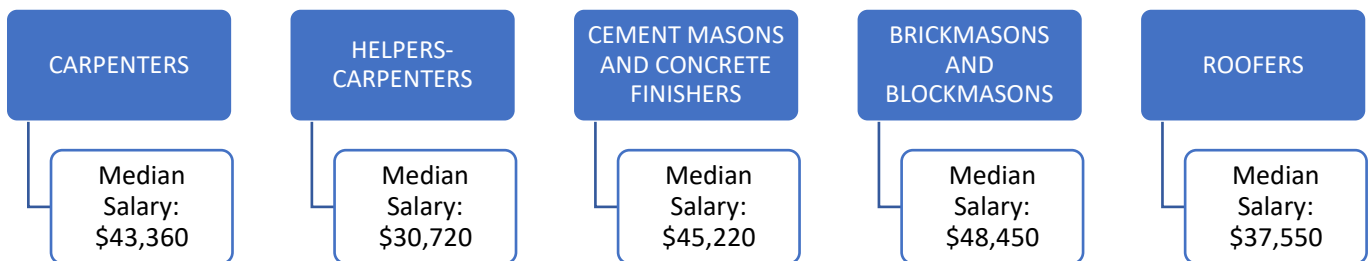 CARPENTERS
Median
Salary:
$43,360
HELPERS-
CARPENTERS
Median
Salary:
$30,720
CEMENT MASONS
AND CONCRETE
FINISHERS
Median
Salary:
$45,220
BRICKMASONS
AND
BLOCKMASONS
Median
Salary:
$48,450
ROOFERS
Median
Salary:
$37,550